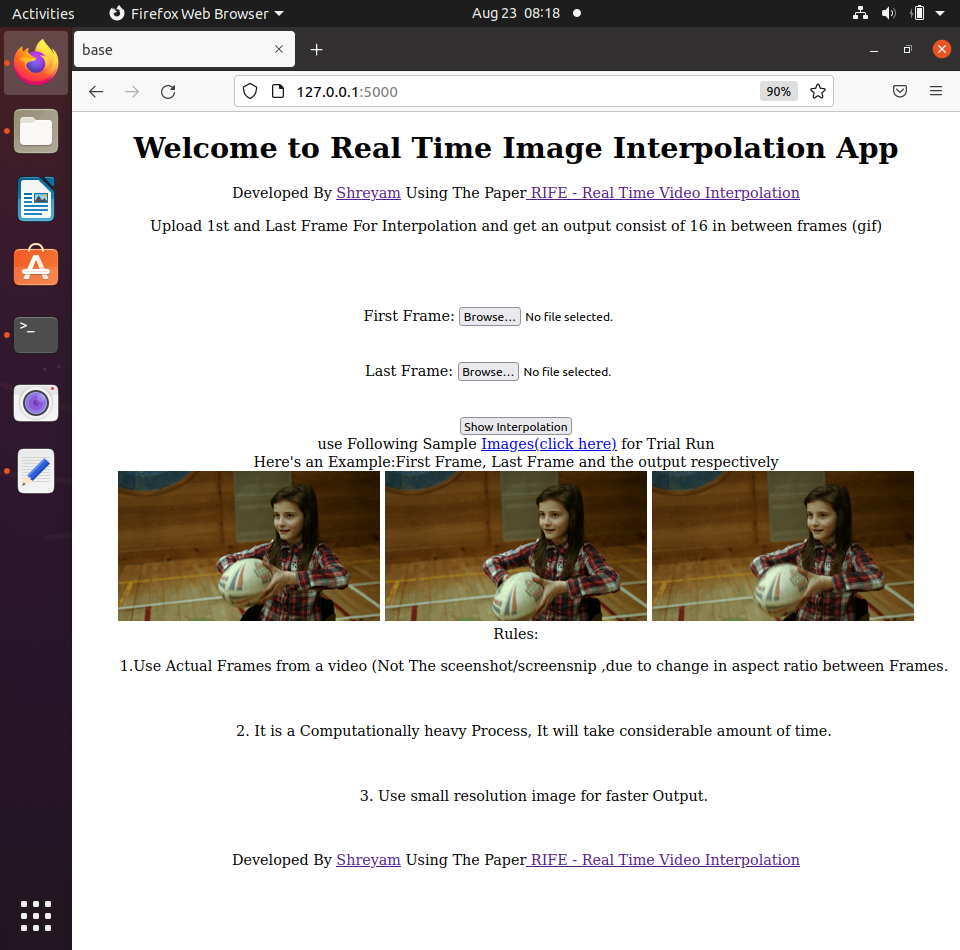 Activities Firefox Web Browser Aug 23 08:18
base
127.0.0.1:5000 90%
Welcome to Real Time Image Interpolation App
Developed By Shreyam Using The Paper RIFE - Real Time Video Interpolation
Upload 1st and Last Frame For Interpolation and get an output consist of 16 in between frames (gif)
First Frame: Browse... No file selected.
Last Frame: Browse... No file selected.
Show Interpolation
use Following Sample Images(click here) for Trial Run
Here's an Example:First Frame, Last Frame and the output respectively
Rules:
1.Use Actual Frames from a video (Not The sceenshot/screensnip ,due to change in aspect ratio between Frames.
2. It is a Computationally heavy Process, It will take considerable amount of time.
3. Use small resolution image for faster Output.
Developed By Shreyam Using The Paper RIFE - Real Time Video Interpolation